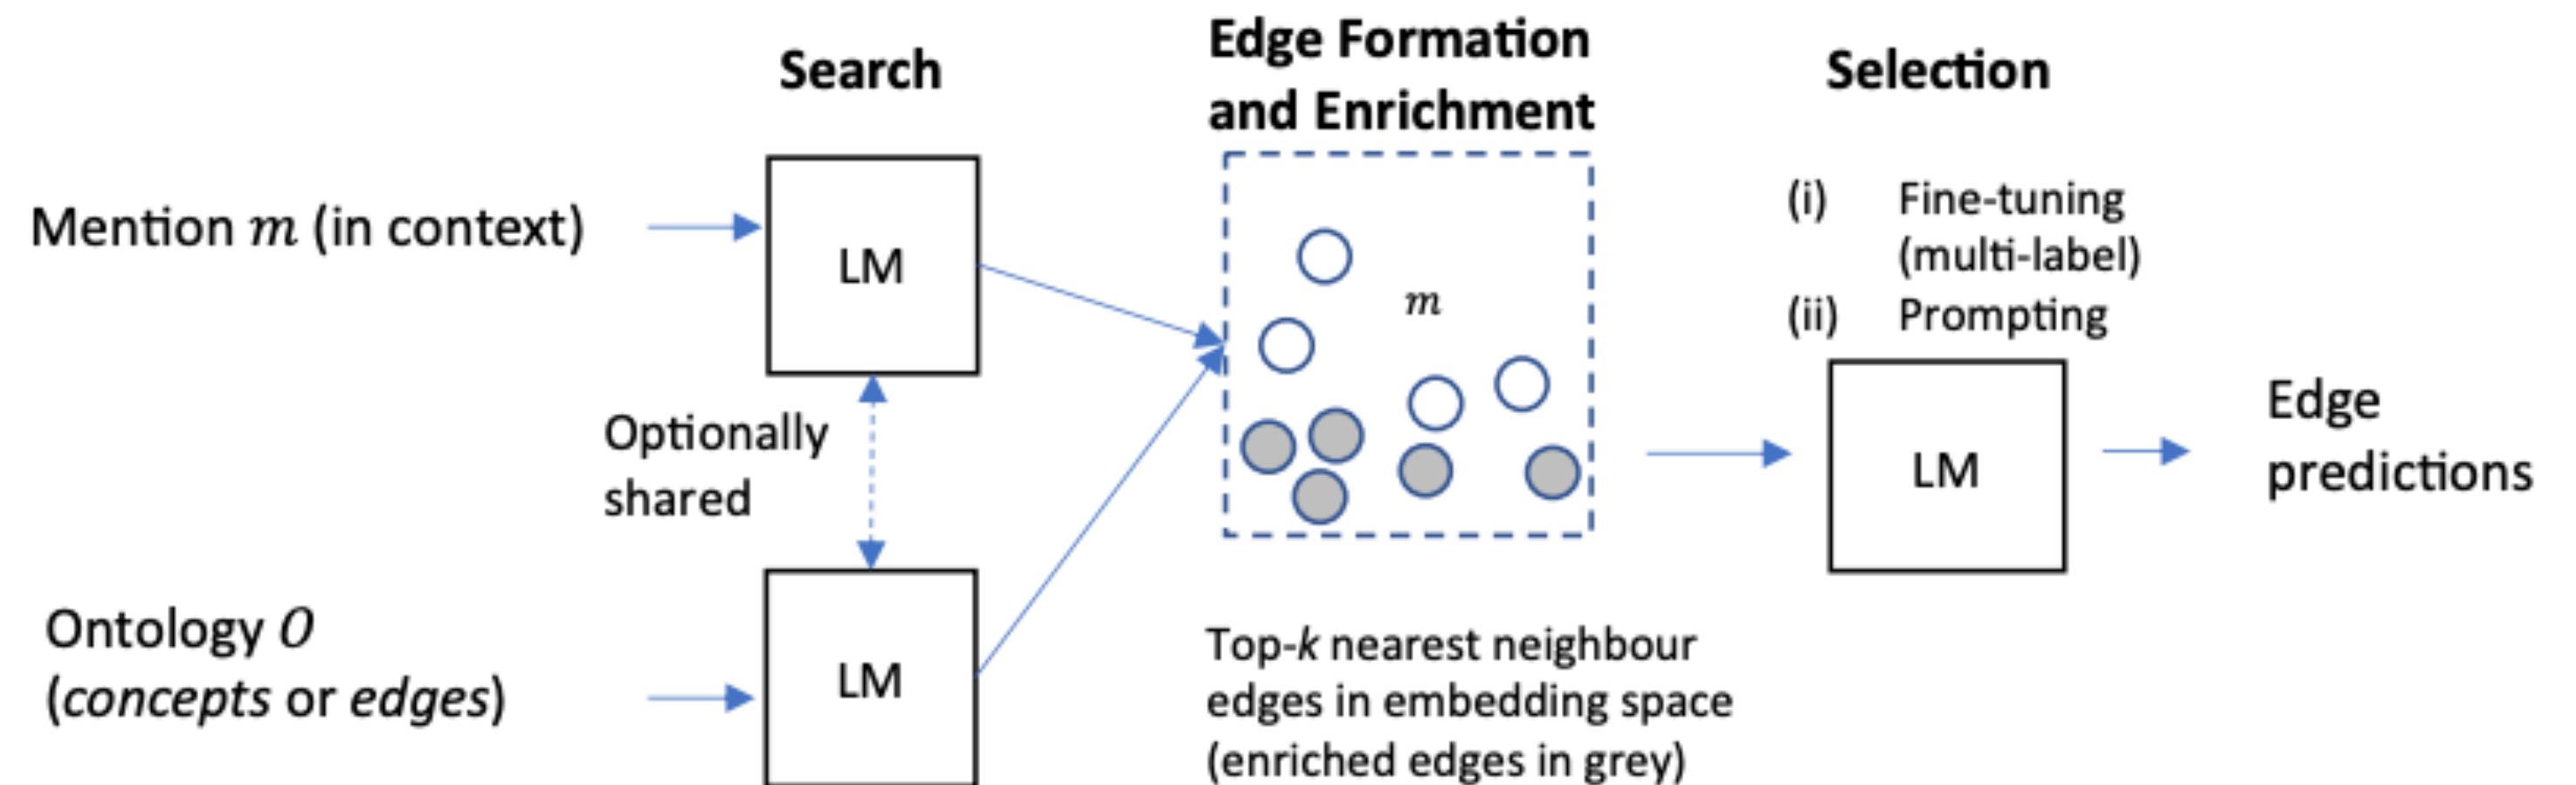 Search
Edge Formation
and Enrichment
Selection
Mention m (in context)
LM
m
(i) Fine-tuning
(multi-label)
(ii) Prompting
Optionally
shared
LM
Edge
predictions
Ontology O
(concepts or edges)
LM
Top-k nearest neighbour
edges in embedding space
(enriched edges in grey)